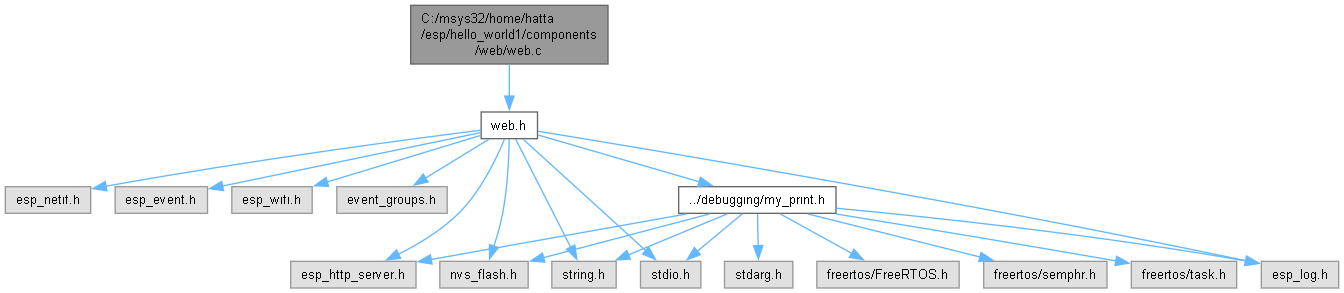 C:/msys32/home/hatta
/esp/hello_world1/components
/web/web.c
web.h
esp_netif.h
esp_event.h
esp_wifi.h
event_groups.h
../debugging/my_print.h
esp_http_server.h
nvs_flash.h
string.h
stdio.h
stdarg.h
freertos/FreeRTOS.h
freertos/semphr.h
freertos/task.h
esp_log.h